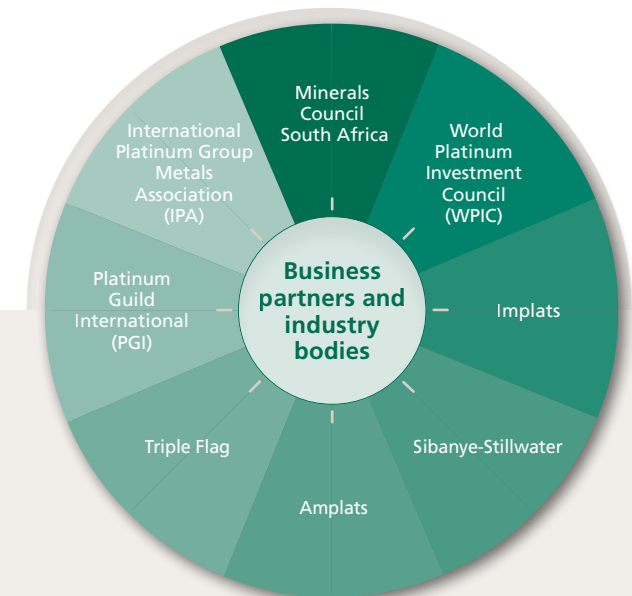 Minerals
Council
South Africa
World
Platinum
Investment
Council
(WPIC)
Implats
Sibanye-Stillwater
Amplats
Triple Flag
Platinum
Guild
International
(PGI)
International
Platinum Group
Metals
Association
(IPA)
Business
partners and
industry
bodies